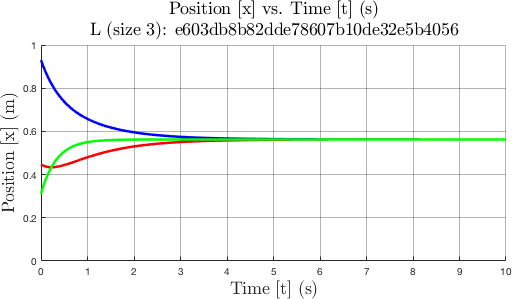 Position [x] vs. Time [t] (s)
L (size 3): e603db8b82dde78607b10de32e5b4056
1
0.8
0.6
0.4
0.2
0
Position [x] (m)
0 1 2 3 4 5 6 7 8 9 10
Time [t] (s)